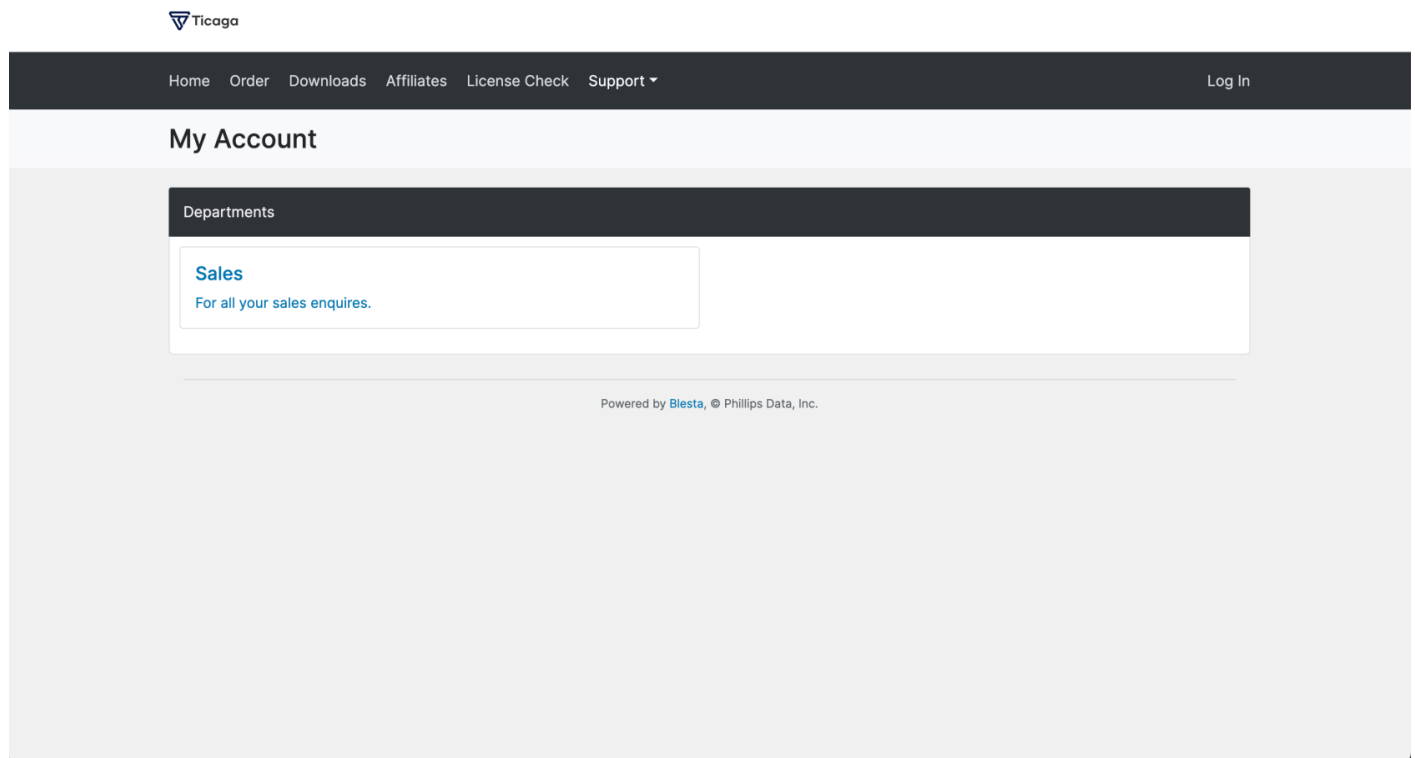 Ticaga
Home Order Downloads Affiliates License Check Support Log In
My Account
Departments
Sales
For all your sales enquires.
Powered by Blesta, © Phillips Data, Inc.